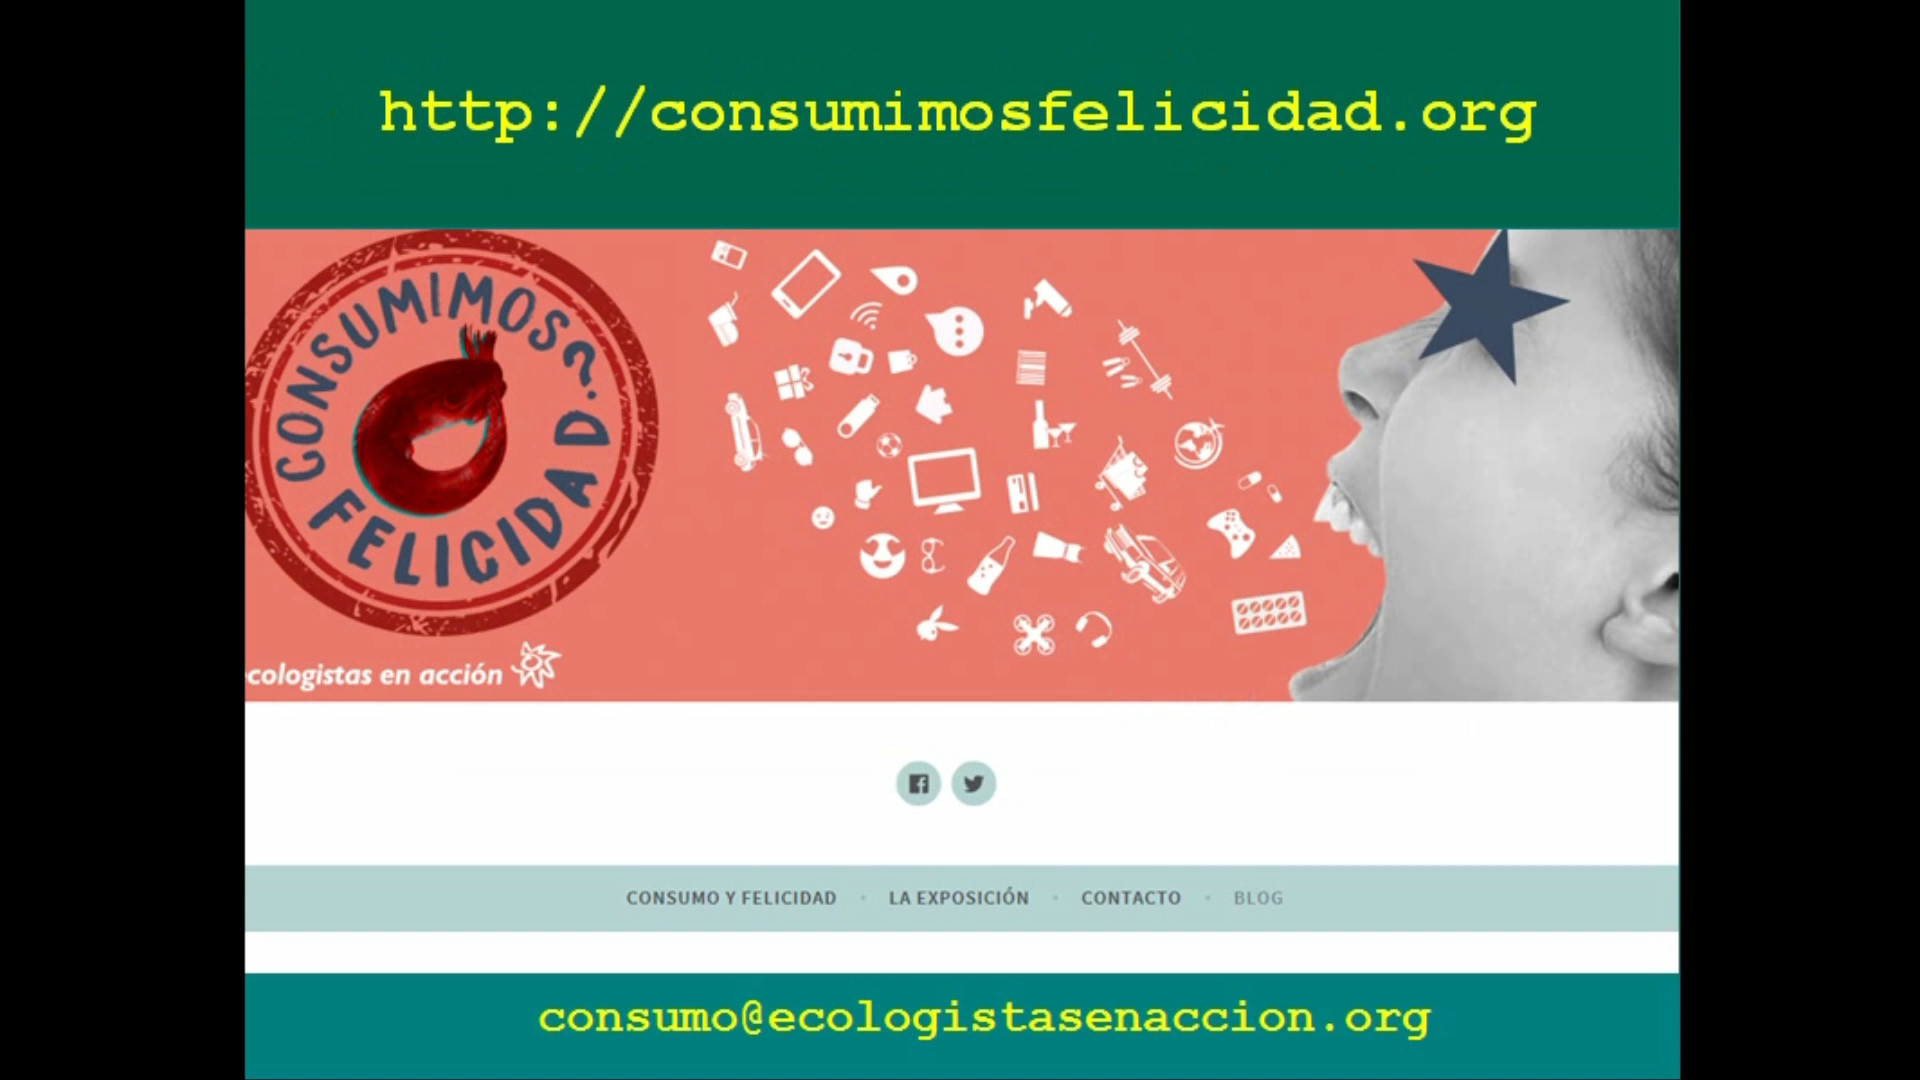 http://consumimosfelicidad.org
CONSUMIMOS?
FELICIDAD.
cologistas en acción
CONSUMO Y FELICIDAD
LA EXPOSICIÓN
CONTACTO
BLOG
consumo@ecologistasenaccion.org